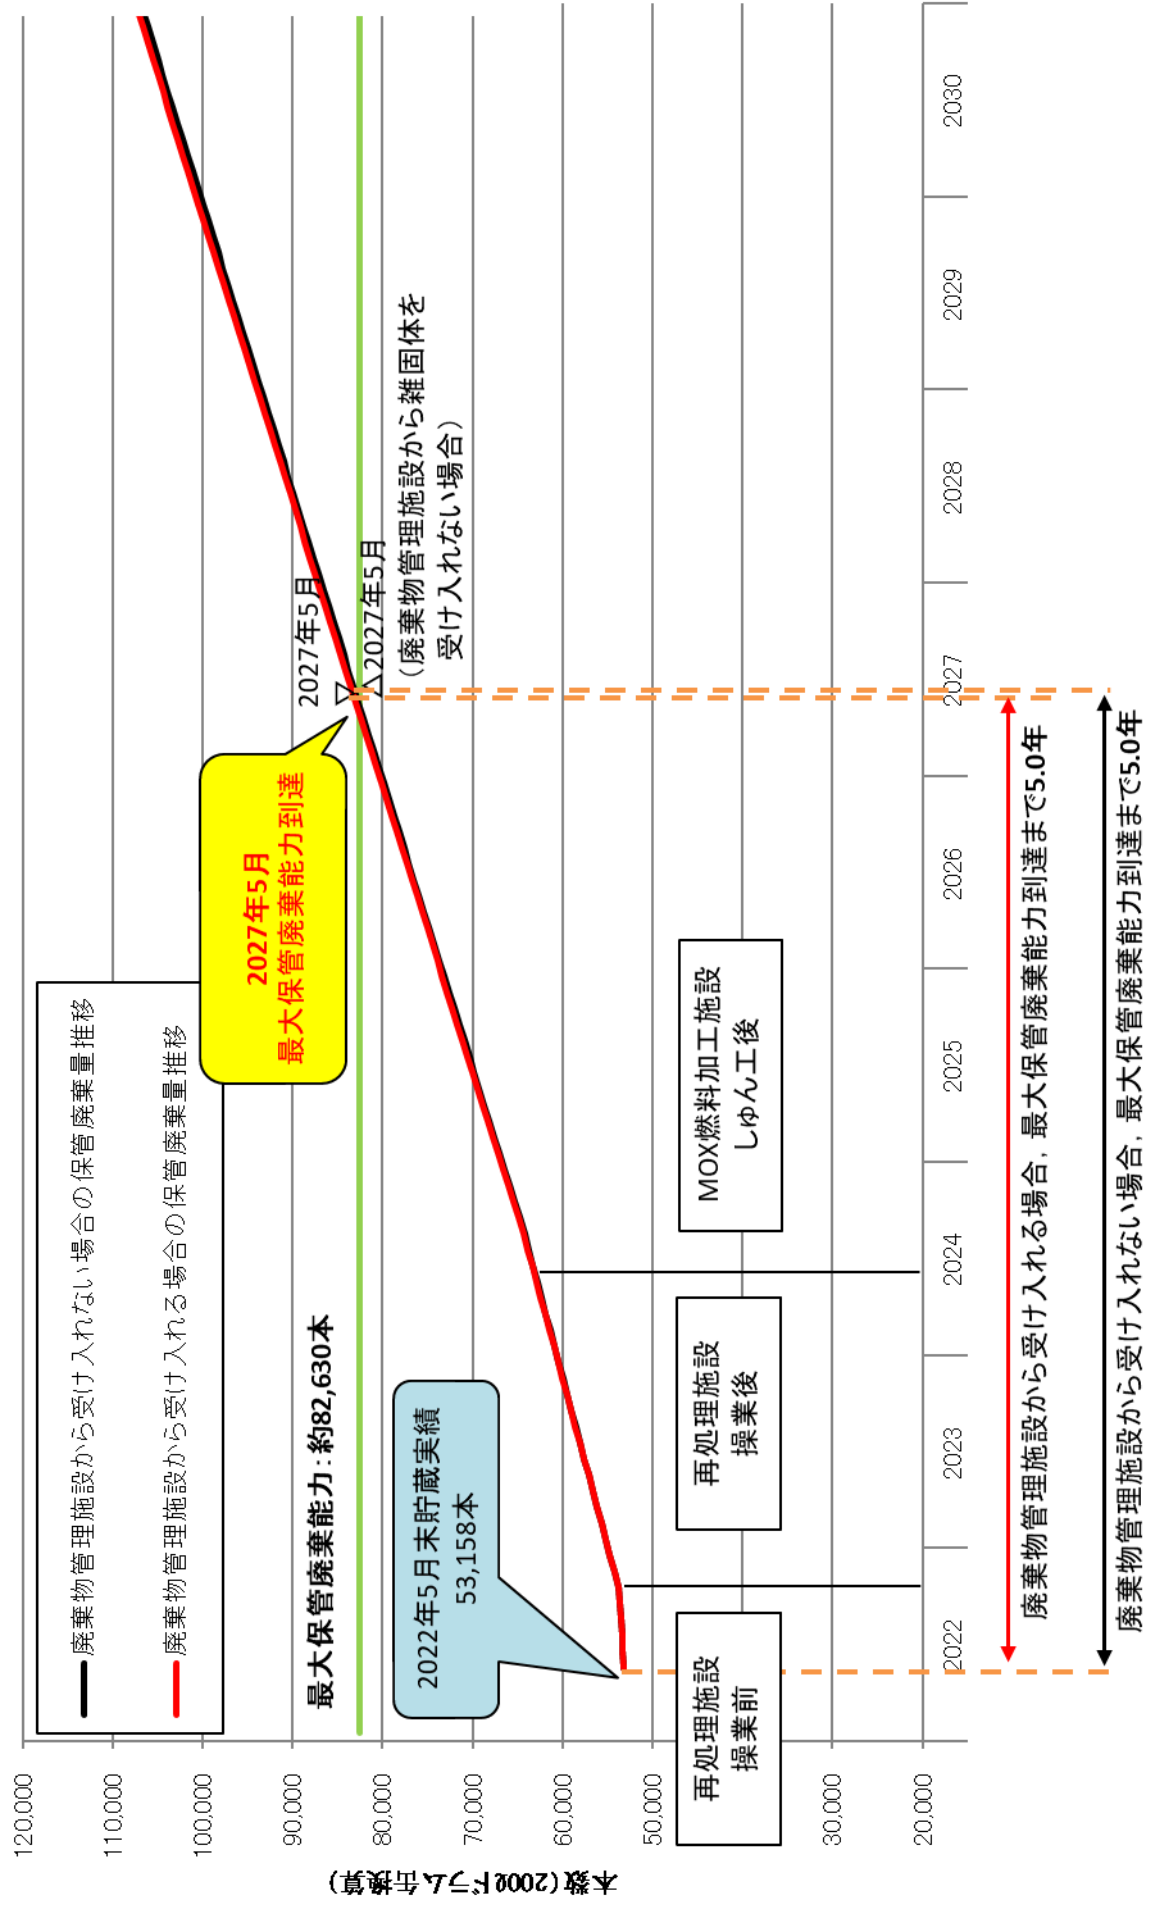 本数(200ℓドラム缶換算)
120,000
110,000
100,000
90,000
80,000
70,000
60,000
50,000
30,000
20,000
廃棄物管理施設から受け入れない場合の保管廃棄量推移
廃棄物管理施設から受け入れる場合の保管廃棄量推移
最大保管廃棄能力:約82,630本
2027年5月
最大保管廃棄能力到達
2027年5月
2027年5月
(廃棄物管理施設から雑固体を
受け入れない場合)
2022年5月末貯蔵実績
53,158本
再処理施設
操業前
再処理施設
操業後
MOX燃料加工施設
しゅん工後
2022
2023
2024
2025
2026
2027
2028
2029
2030
廃棄物管理施設から受け入れる場合,最大保管廃棄能力到達まで5.0年
廃棄物管理施設から受け入れない場合,最大保管廃棄能力到達まで5.0年